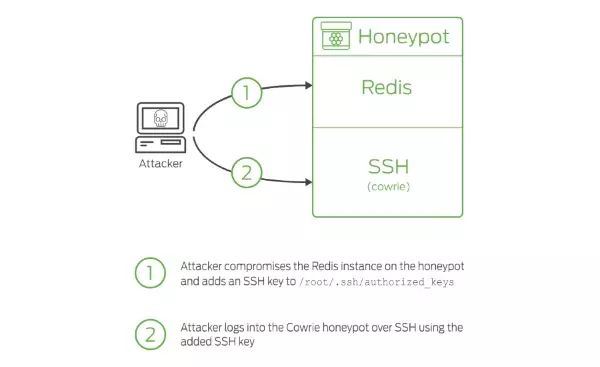 Honeypot
Redis
1
Attacker
2
SSH
(cowrie)
1
Attacker compromises the Redis instance on the honeypot
and adds an SSH key to /root/.ssh/authorized_keys
2
Attacker logs into the Cowrie honeypot over SSH using the
added SSH key